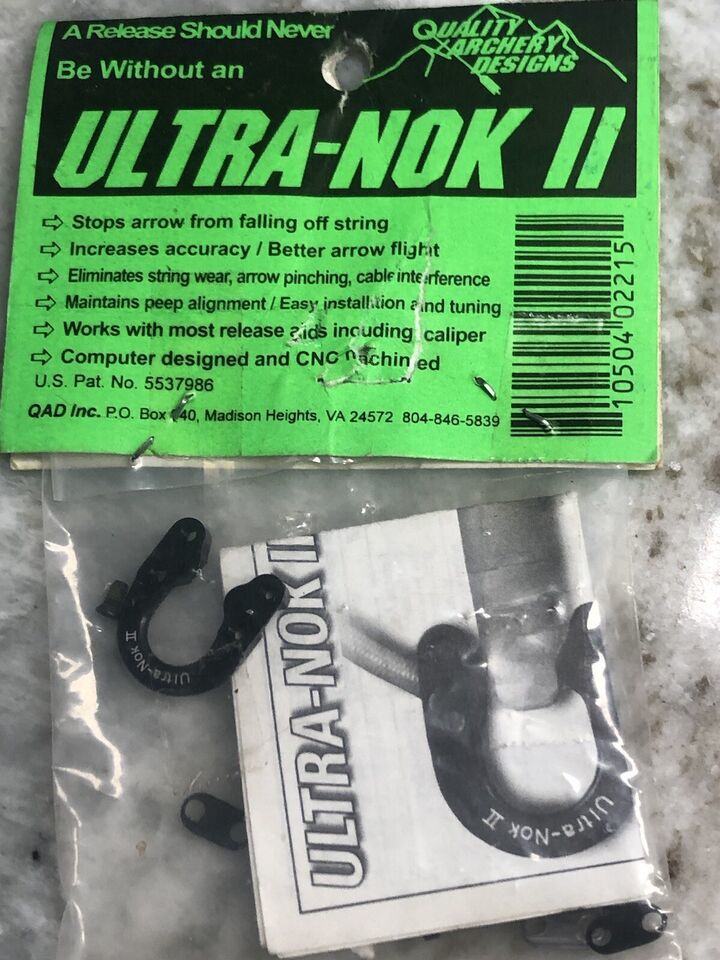 A Release Should Never
Be Without an
QUALITY
ARCHERY
DESIGNS
ULTRA-NOK II
Stops arrow from falling off string
Increases accuracy / Better arrow flight
Eliminates string wear, arrow pinching, cable interference
Maintains peep alignment / Easy installation and tuning
Works with most release aids incuding caliper
Computer designed and CNC machined
U.S. Pat. No. 5537986
QAD Inc. P.O. Box 40, Madison Heights, VA 24572 804-846-5839
10504 02215
Ultra-Nok II
ULTRA-NOK II
Ultra-Nok II